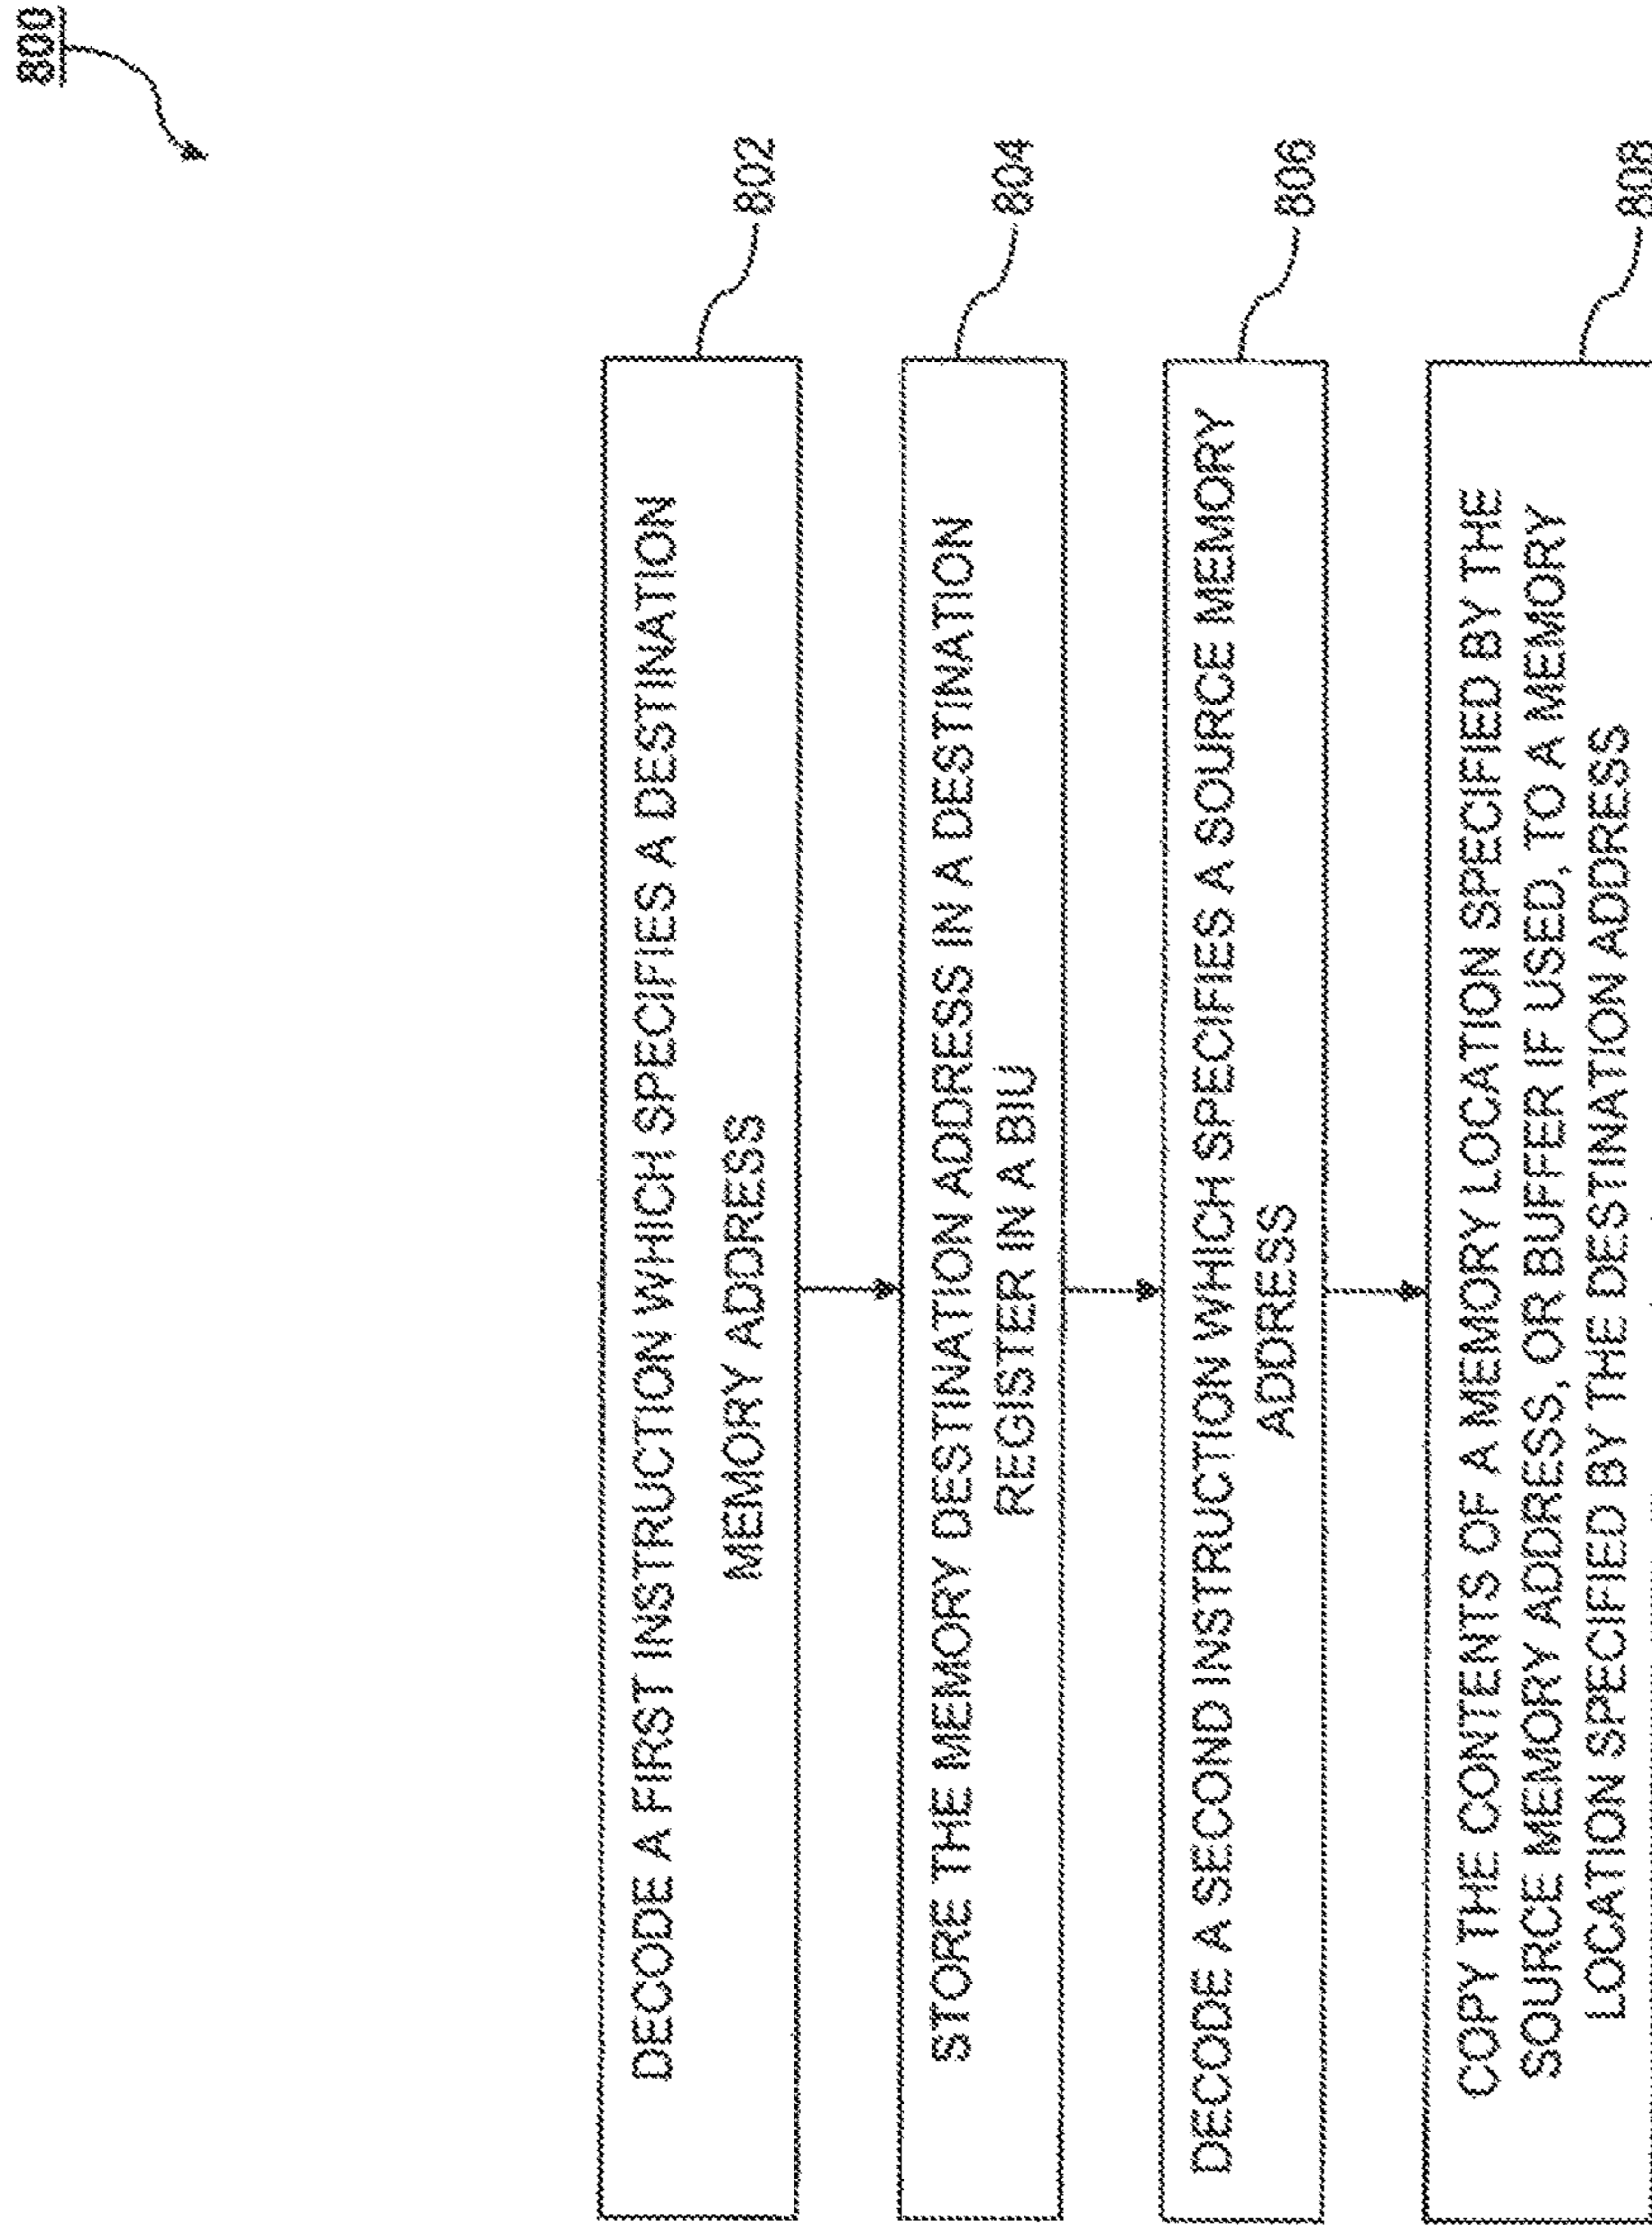 800
DECODE A FIRST INSTRUCTION WHICH SPECIFIES A DESTINATION
MEMORY ADDRESS
802
STORE THE MEMORY DESTINATION ADDRESS IN A DESTINATION
REGISTER IN A BIU
804
DECODE A SECOND INSTRUCTION WHICH SPECIFIES A SOURCE MEMORY
ADDRESS
806
COPY THE CONTENTS OF A MEMORY LOCATION SPECIFIED BY THE
SOURCE MEMORY ADDRESS, OR BUFFER IF USED, TO A MEMORY
LOCATION SPECIFIED BY THE DESTINATION ADDRESS
808